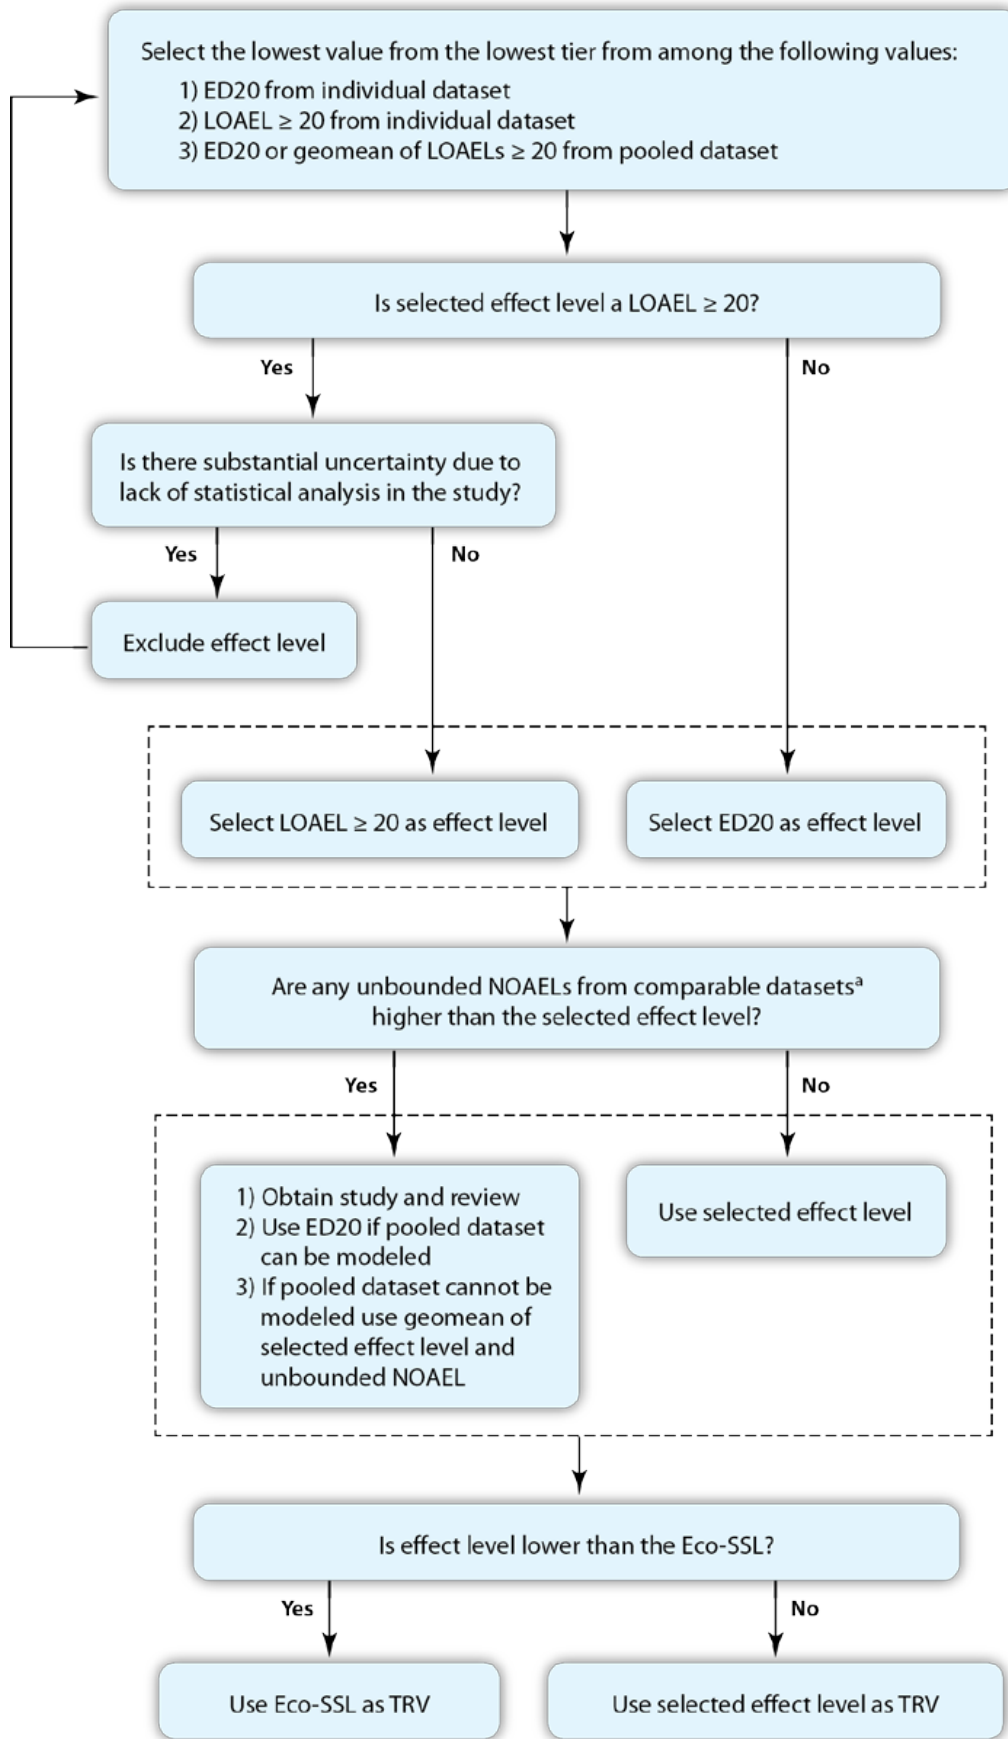 Select the lowest value from the lowest tier from among the following values:
1) ED20 from individual dataset
2) LOAEL ≥ 20 from individual dataset
3) ED20 or geomean of LOAELs ≥ 20 from pooled dataset
Is selected effect level a LOAEL ≥ 20?
Yes
No
Is there substantial uncertainty due to
lack of statistical analysis in the study?
Yes
No
Exclude effect level
Select LOAEL ≥ 20 as effect level
Select ED20 as effect level
Are any unbounded NOAELs from comparable datasetsᵃ
higher than the selected effect level?
Yes
No
1) Obtain study and review
2) Use ED20 if pooled dataset
can be modeled
3) If pooled dataset cannot be
modeled use geomean of
selected effect level and
unbounded NOAEL
Use selected effect level
Is effect level lower than the Eco-SSL?
Yes
No
Use Eco-SSL as TRV
Use selected effect level as TRV